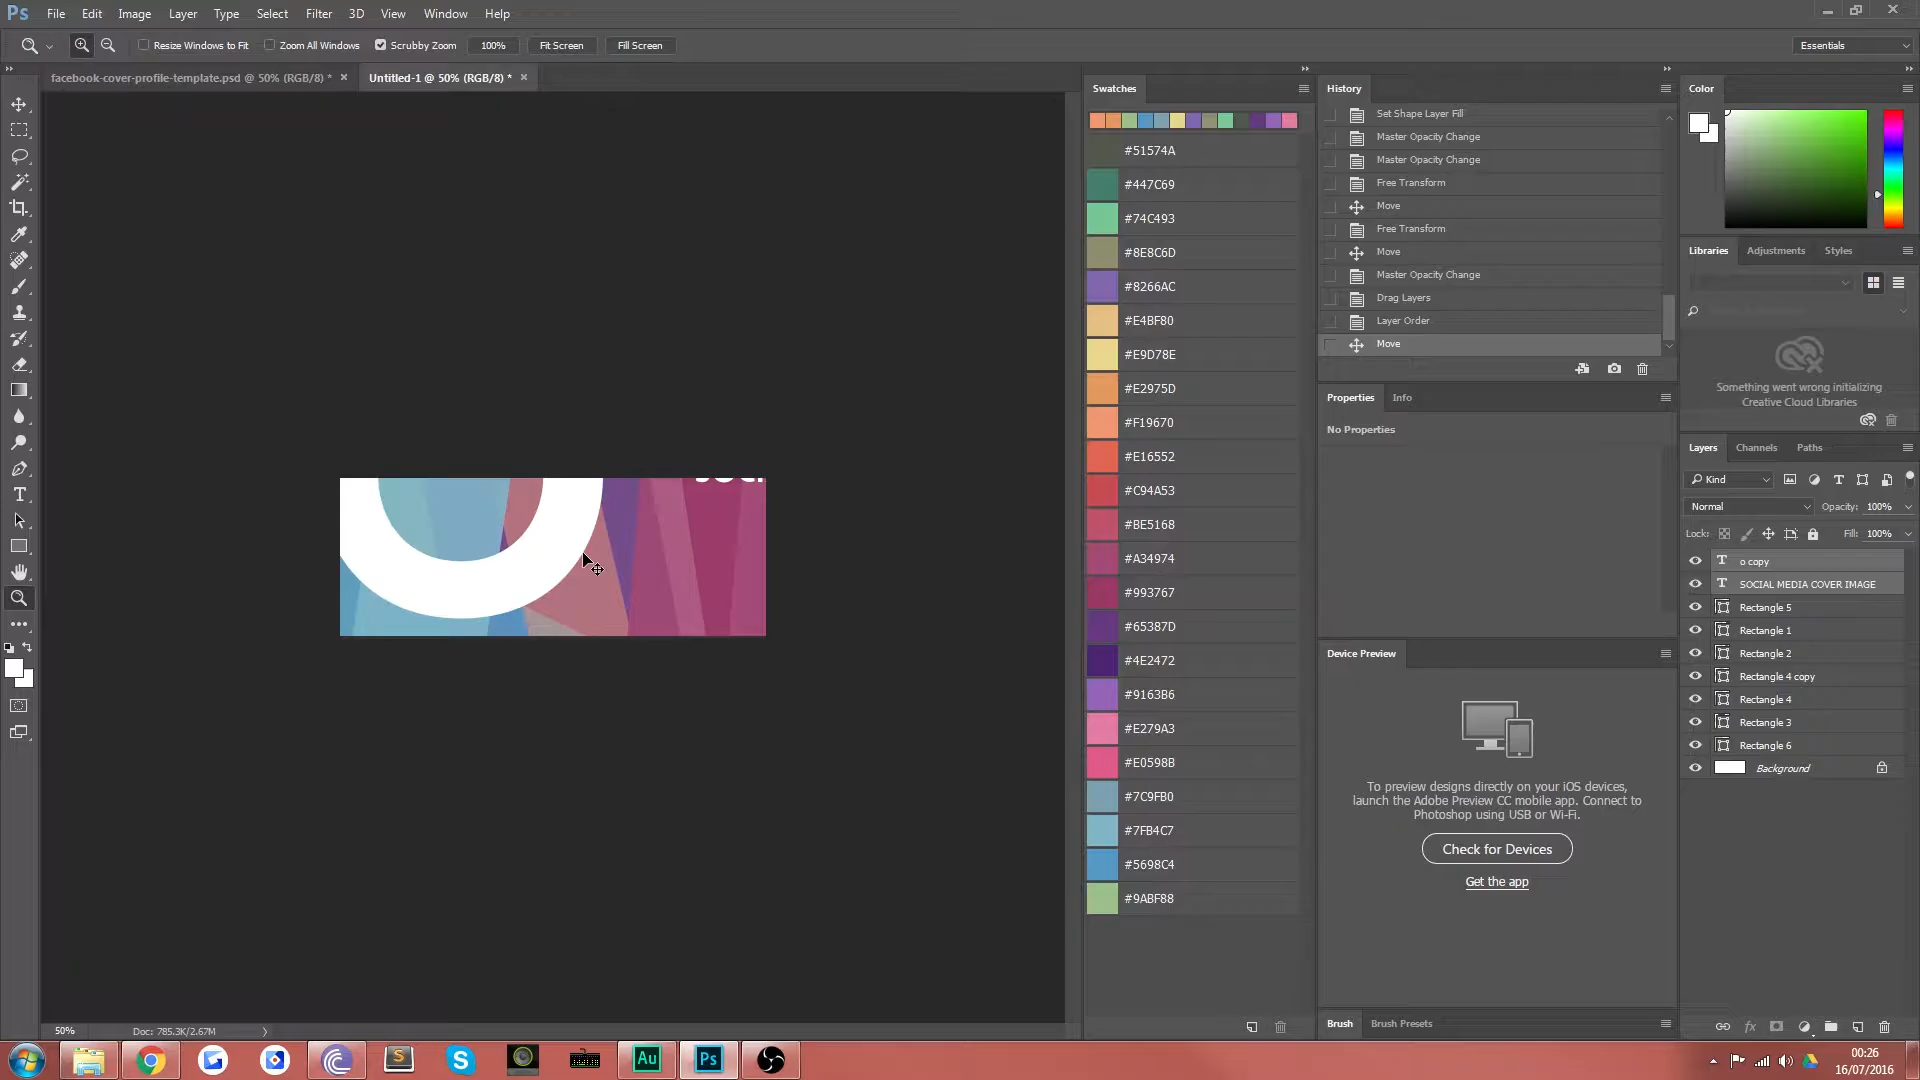 Ps File Edit Image Layer Type Select Filter 3D View Window Help
Resize Windows to Fit Zoom All Windows Scrubby Zoom 100% Fit Screen Fill Screen Essentials
facebook-cover-profile-template.psd @ 50% (RGB/8) * × Untitled-1 @ 50% (RGB/8) * ×
Swatches
#51574A
#447C69
#74C493
#8E8C6D
#8266AC
#E4BF80
#E9D78E
#E2975D
#F19670
#E16552
#C94A53
#BE5168
#A34974
#993767
#65387D
#4E2472
#9163B6
#E279A3
#E0598B
#7C9FB0
#7FB4C7
#5698C4
#9ABF88
History
Set Shape Layer Fill
Master Opacity Change
Master Opacity Change
Free Transform
Move
Free Transform
Move
Master Opacity Change
Drag Layers
Layer Order
Move
Properties Info
No Properties
Device Preview
To preview designs directly on your iOS devices,
launch the Adobe Preview CC mobile app. Connect to
Photoshop using USB or Wi-Fi.
Check for Devices
Get the app
Brush Brush Presets
Color
Libraries Adjustments Styles
Something went wrong initializing
Creative Cloud Libraries
Layers Channels Paths
Kind
Normal Opacity: 100%
Lock: Fill: 100%
o copy
SOCIAL MEDIA COVER IMAGE
Rectangle 5
Rectangle 1
Rectangle 2
Rectangle 4 copy
Rectangle 4
Rectangle 3
Rectangle 6
Background
50% Doc: 785.3K/2.67M
Au Ps
00:26
16/07/2016